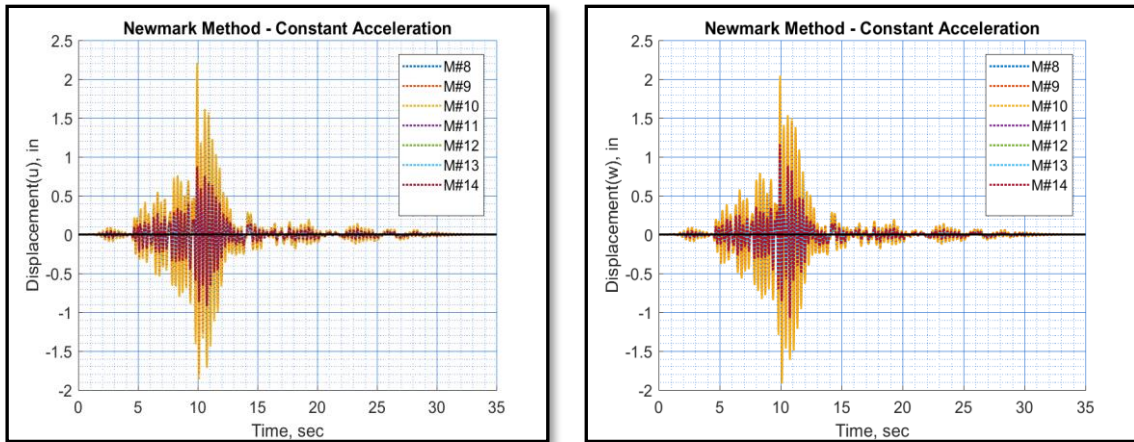 Newmark Method - Constant Acceleration
2.5
2
1.5
1
0.5
0
-0.5
-1
-1.5
-2
Displacement(u), in
M#8
M#9
M#10
M#11
M#12
M#13
M#14
0 5 10 15 20 25 30 35
Time, sec
Newmark Method - Constant Acceleration
2.5
2
1.5
1
0.5
0
-0.5
-1
-1.5
-2
Displacement(w), in
M#8
M#9
M#10
M#11
M#12
M#13
M#14
0 5 10 15 20 25 30 35
Time, sec